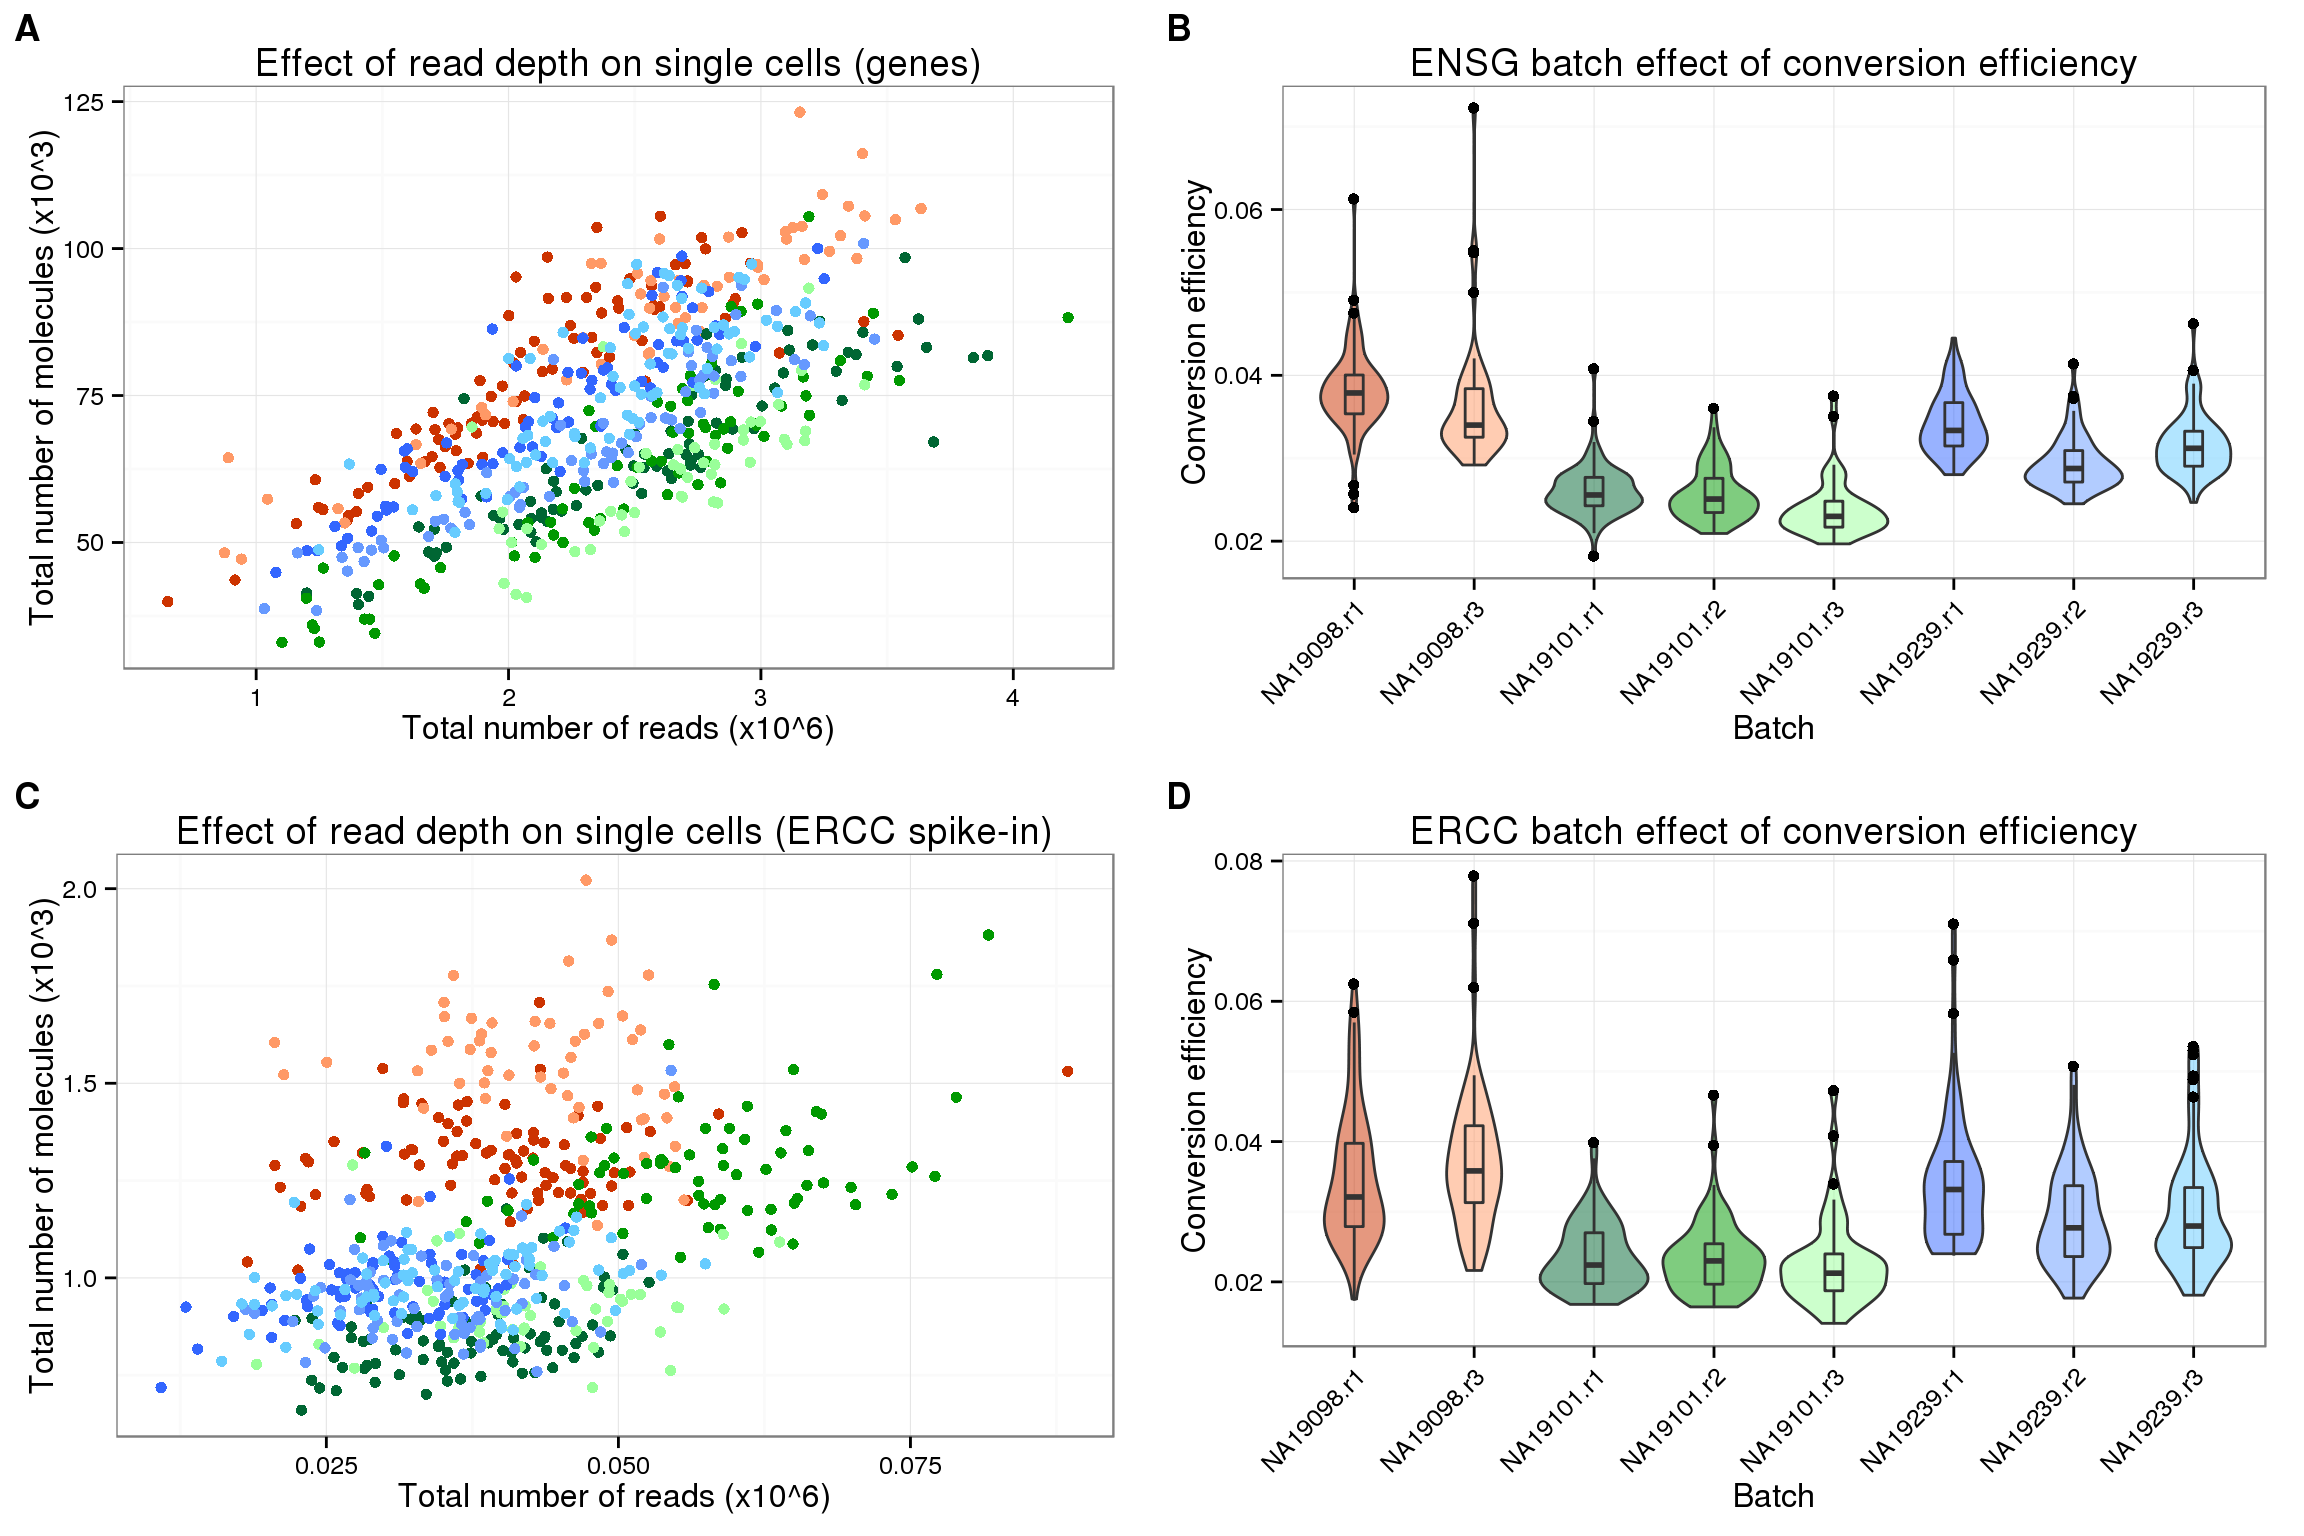 A
Effect of read depth on single cells (genes)
Total number of molecules (x10^3)
125
100
75
50
1 2 3 4
Total number of reads (x10^6)
B
ENSG batch effect of conversion efficiency
Conversion efficiency
0.06
0.04
0.02
NA19098.r1 NA19098.r3 NA19101.r1 NA19101.r2 NA19101.r3 NA19239.r1 NA19239.r2 NA19239.r3
Batch
C
Effect of read depth on single cells (ERCC spike-in)
Total number of molecules (x10^3)
2.0
1.5
1.0
0.025 0.050 0.075
Total number of reads (x10^6)
D
ERCC batch effect of conversion efficiency
Conversion efficiency
0.08
0.06
0.04
0.02
NA19098.r1 NA19098.r3 NA19101.r1 NA19101.r2 NA19101.r3 NA19239.r1 NA19239.r2 NA19239.r3
Batch